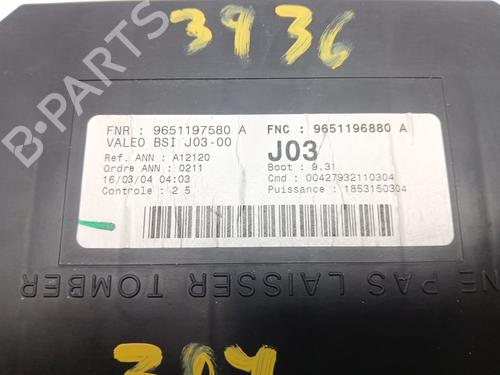 3936
B-PARTS
FNR : 9651197580 A FNC : 9651196880 A
VALEO BSI J03-00 J03
Ref. ANN : A12120 Boot : 9.31
Ordre ANN : 0211 Cmd : 00427932110304
16/03/04 04:03 Puissance : 1853150304
Controle : 2 5
NE PAS LAISSER TOMBER